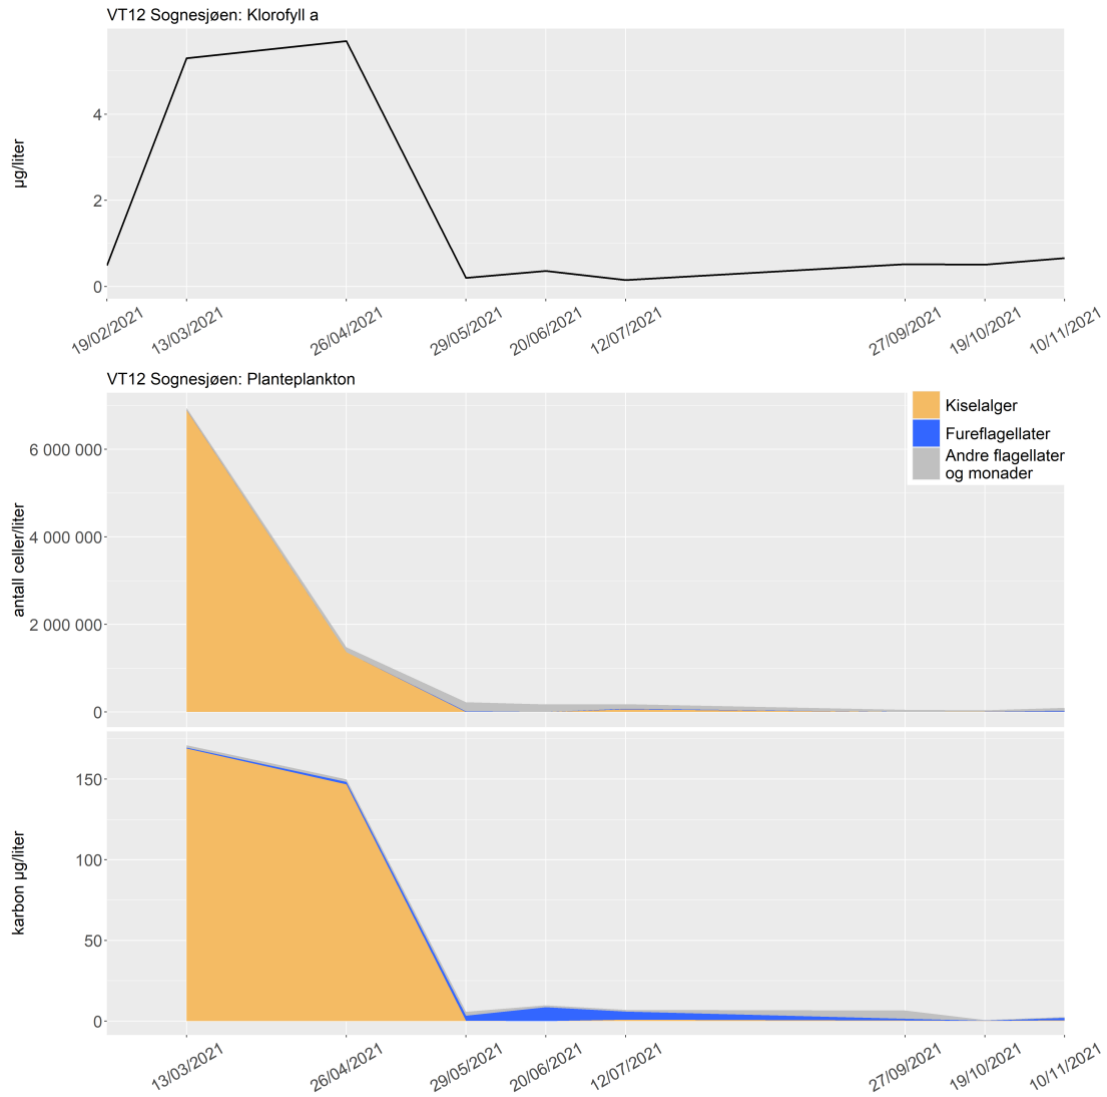 VT12 Sognesjøen: Klorofyll a
µg/liter
4
2
0
19/02/2021
13/03/2021
26/04/2021
29/05/2021
20/06/2021
12/07/2021
27/09/2021
19/10/2021
10/11/2021
VT12 Sognesjøen: Planteplankton
Kiselalger
Fureflagellater
Andre flagellater
og monader
antall celler/liter
6 000 000
4 000 000
2 000 000
0
karbon µg/liter
150
100
50
0
13/03/2021
26/04/2021
29/05/2021
20/06/2021
12/07/2021
27/09/2021
19/10/2021
10/11/2021